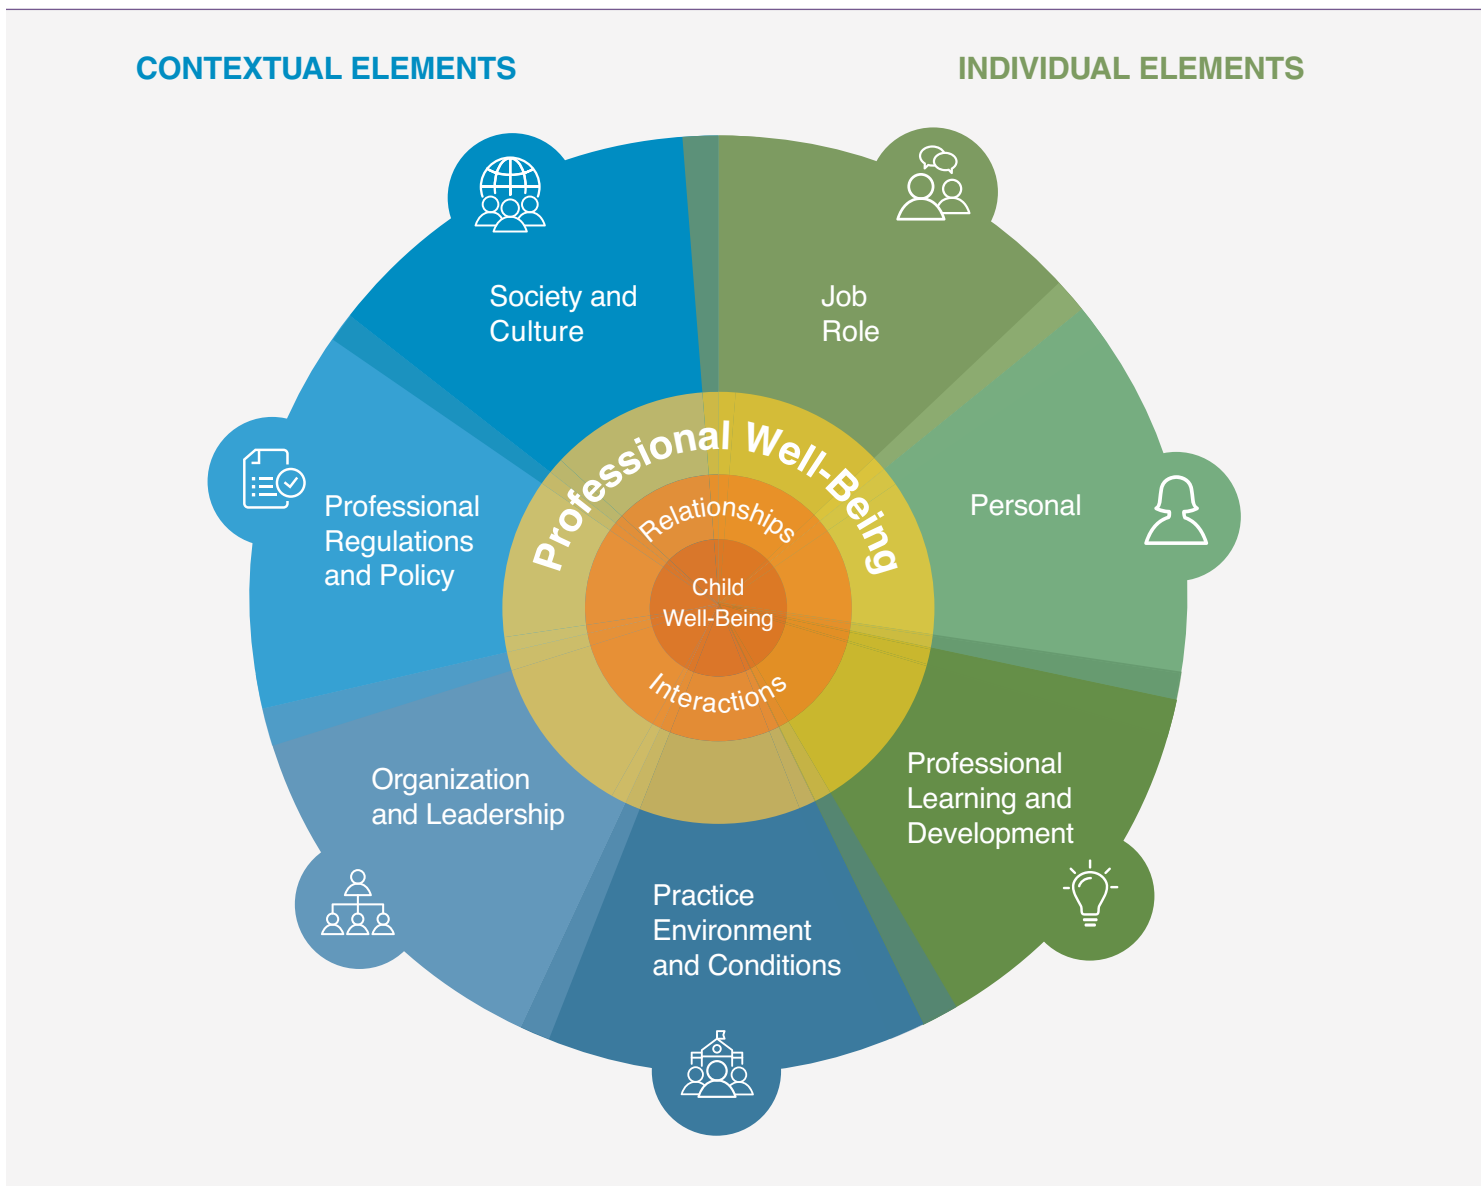 CONTEXTUAL ELEMENTS
INDIVIDUAL ELEMENTS
Society and
Culture
Job
Role
Professional Well-Being
Personal
Professional
Regulations
and Policy
Relationships
Child
Well-Being
Interactions
Organization
and Leadership
Professional
Learning and
Development
Practice
Environment
and Conditions